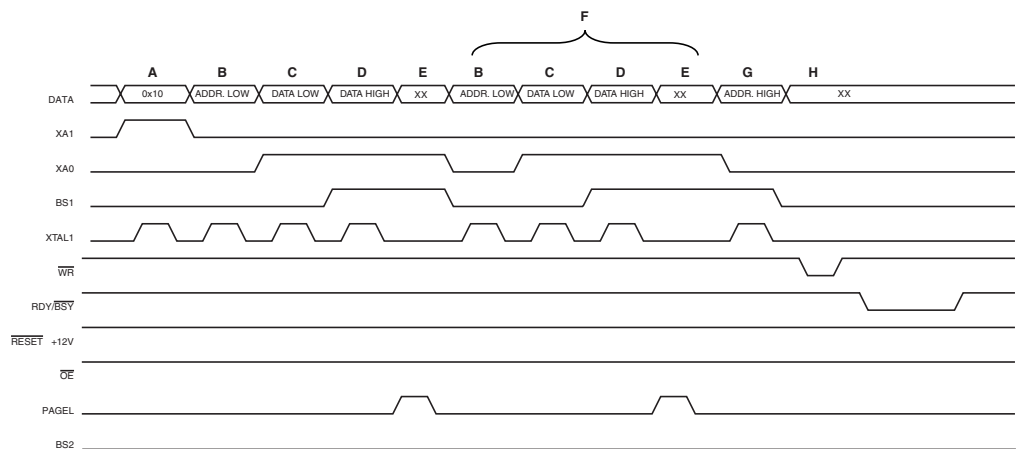 F
A B C D E B C D E G H
DATA 0x10 ADDR. LOW DATA LOW DATA HIGH XX ADDR. LOW DATA LOW DATA HIGH XX ADDR. HIGH XX
XA1
XA0
BS1
XTAL1
WR
RDY/BSY
RESET +12V
OE
PAGEL
BS2